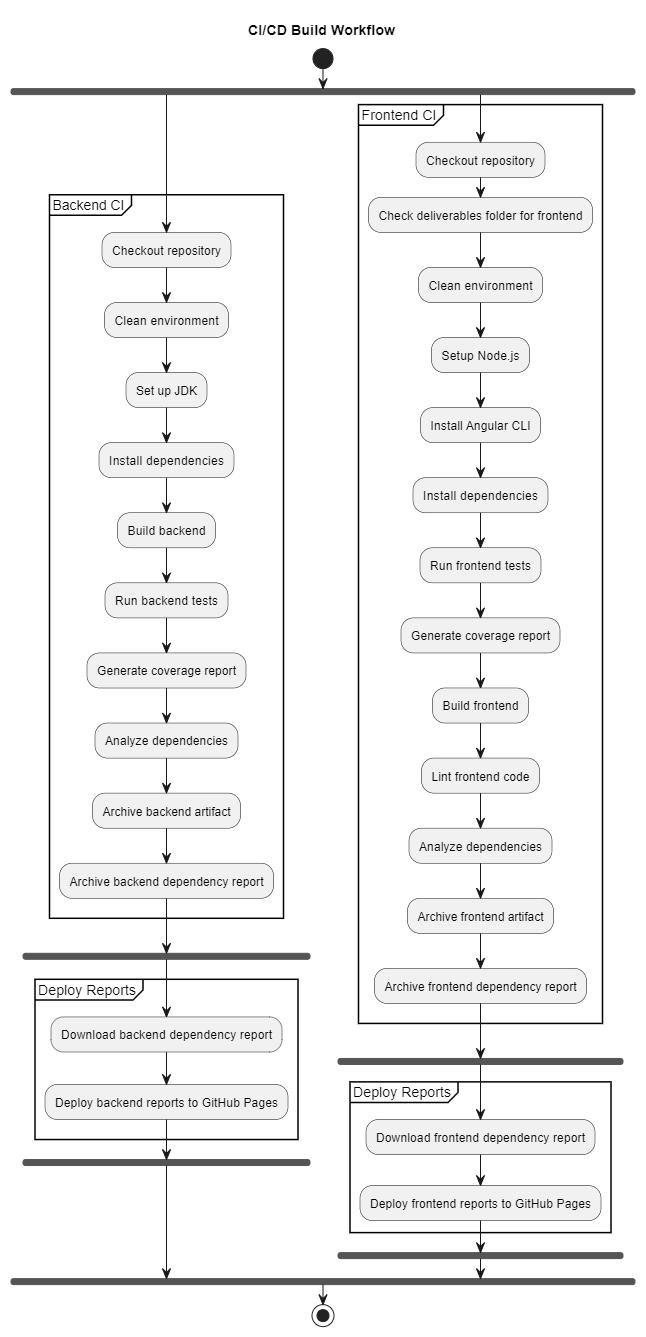 CI/CD Build Workflow
Backend CI
Checkout repository
Clean environment
Set up JDK
Install dependencies
Build backend
Run backend tests
Generate coverage report
Analyze dependencies
Archive backend artifact
Archive backend dependency report
Deploy Reports
Download backend dependency report
Deploy backend reports to GitHub Pages
Frontend CI
Checkout repository
Check deliverables folder for frontend
Clean environment
Setup Node.js
Install Angular CLI
Install dependencies
Run frontend tests
Generate coverage report
Build frontend
Lint frontend code
Analyze dependencies
Archive frontend artifact
Archive frontend dependency report
Deploy Reports
Download frontend dependency report
Deploy frontend reports to GitHub Pages